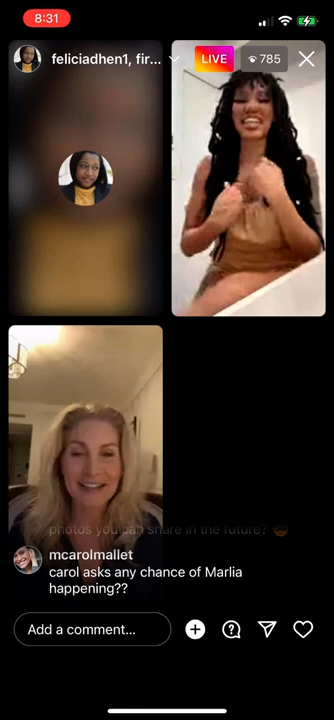 8:31
feliciadhen1, fir...
LIVE
785
photos you can share in the future?
mcarolmallet
carol asks any chance of Marlia
happening??
Add a comment...